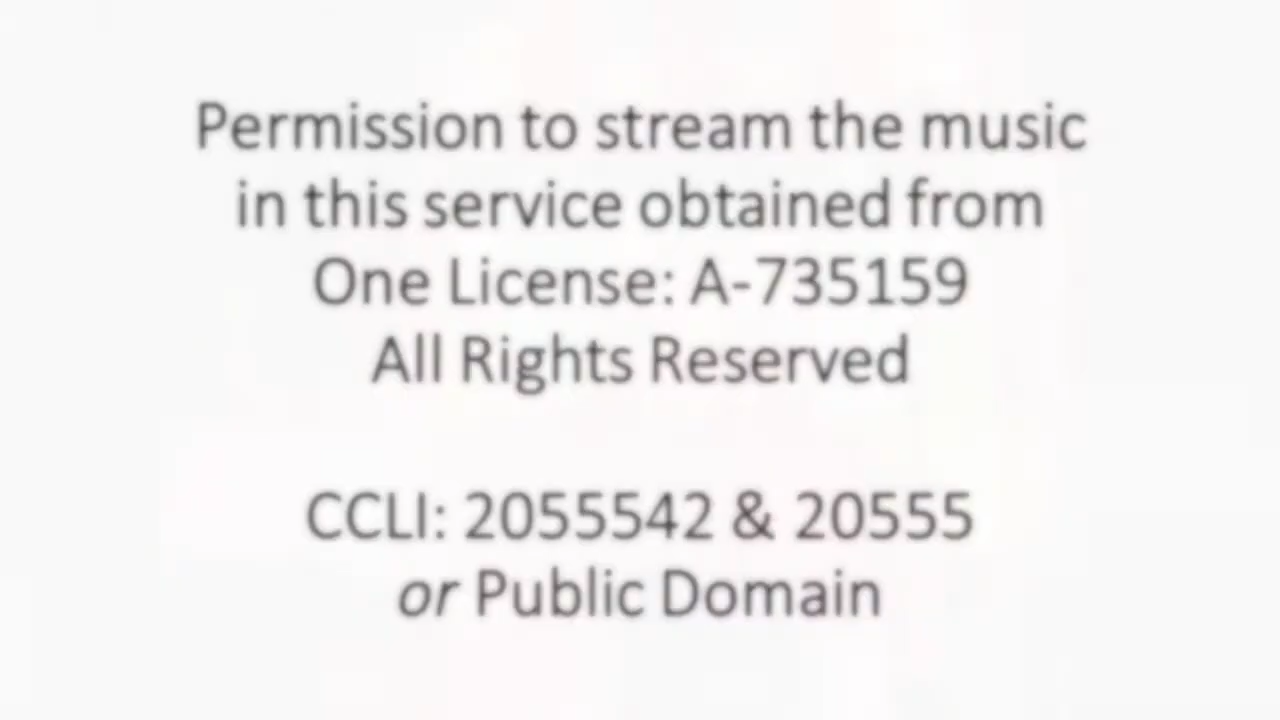 Permission to stream the music
in this service obtained from
One License: A-735159
All Rights Reserved
CCLI: 2055542 & 20555
or Public Domain